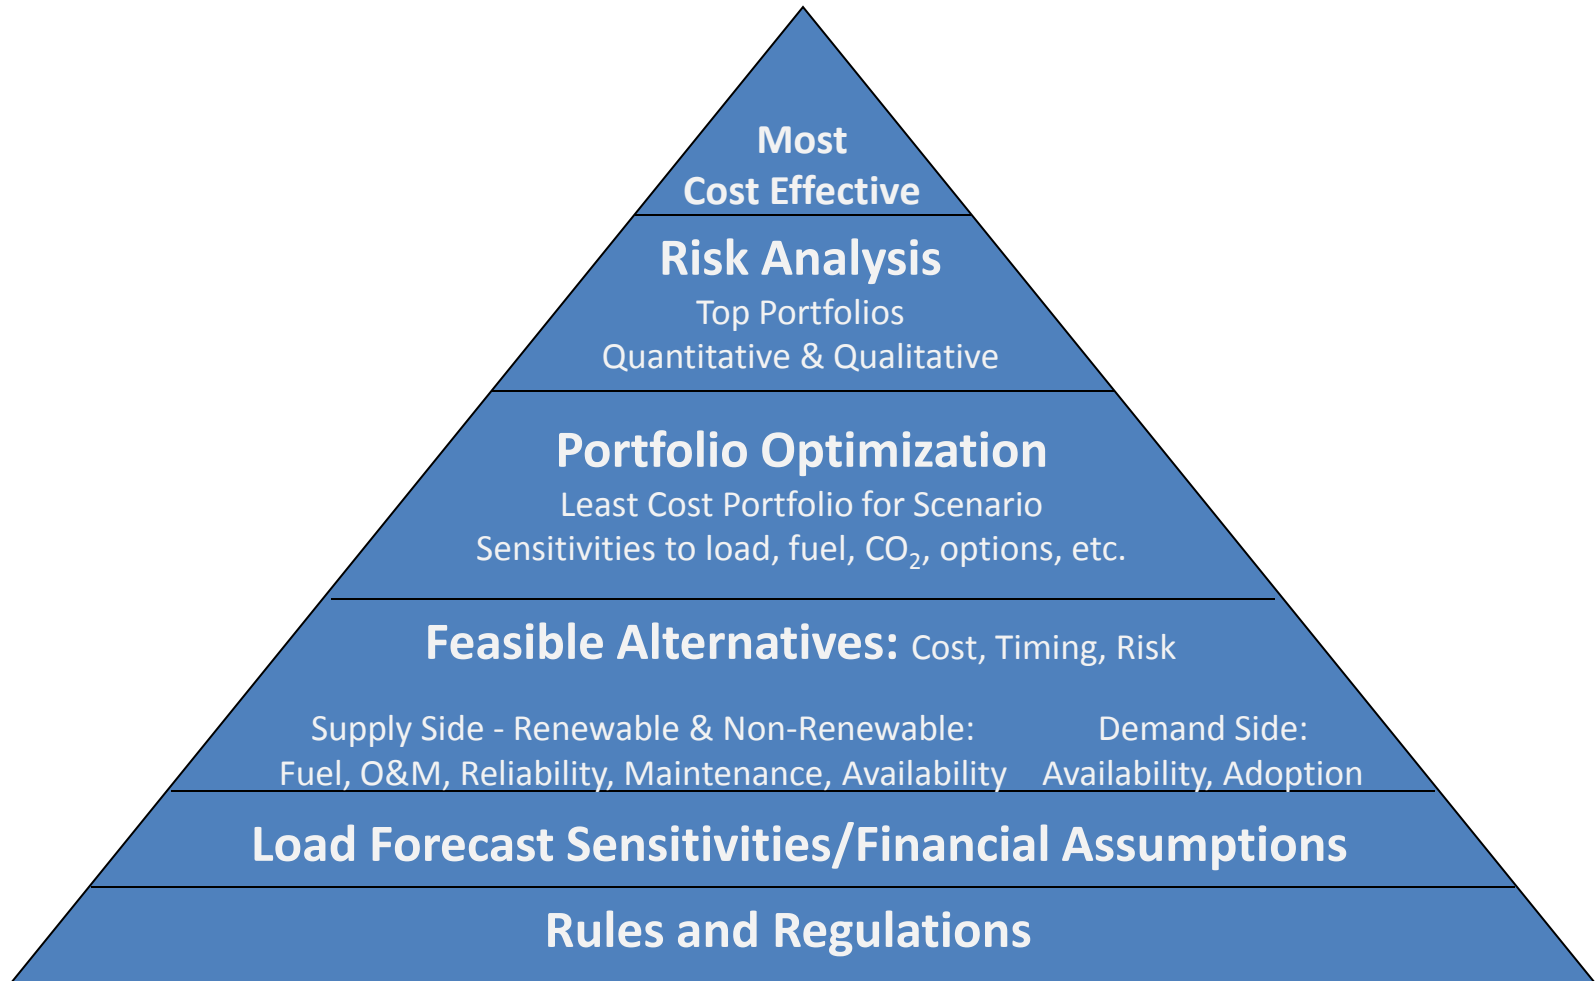 Most
Cost Effective
Risk Analysis
Top Portfolios
Quantitative & Qualitative
Portfolio Optimization
Least Cost Portfolio for Scenario
Sensitivities to load, fuel, CO₂, options, etc.
Feasible Alternatives: Cost, Timing, Risk
Supply Side - Renewable & Non-Renewable: Demand Side:
Fuel, O&M, Reliability, Maintenance, Availability Availability, Adoption
Load Forecast Sensitivities/Financial Assumptions
Rules and Regulations